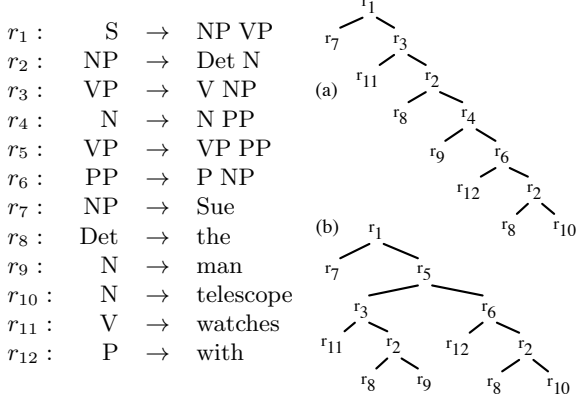 r1 : S → NP VP
r2 : NP → Det N
r3 : VP → V NP
r4 : N → N PP
r5 : VP → VP PP
r6 : PP → P NP
r7 : NP → Sue
r8 : Det → the
r9 : N → man
r10 : N → telescope
r11 : V → watches
r12 : P → with
r1
r7 r3
r11 r2
(a)
r8 r4
r9 r6
r12 r2
r8 r10
(b)
r1
r7 r5
r3 r6
r11 r2 r12 r2
r8 r9 r8 r10